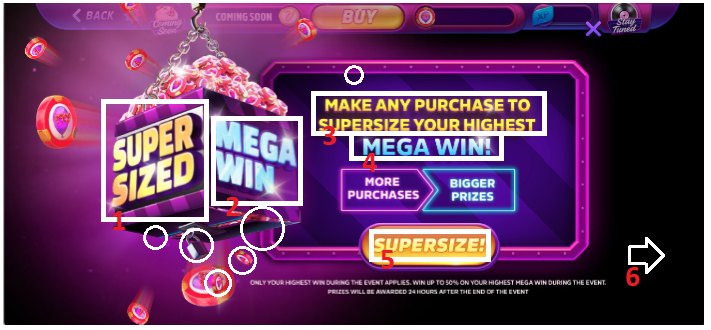 BACK
Coming Soon
COMING SOON
BUY
XP
Stay Tuned
SUPER
SIZED
MEGA
WIN
MAKE ANY PURCHASE TO
SUPERSIZE YOUR HIGHEST
MEGA WIN!
MORE
PURCHASES
BIGGER
PRIZES
SUPERSIZE!
ONLY YOUR HIGHEST WIN DURING THE EVENT APPLIES. WIN UP TO 50% ON YOUR HIGHEST MEGA WIN DURING THE EVENT.
PRIZES WILL BE AWARDED 24 HOURS AFTER THE END OF THE EVENT
1
2
3
4
5
6